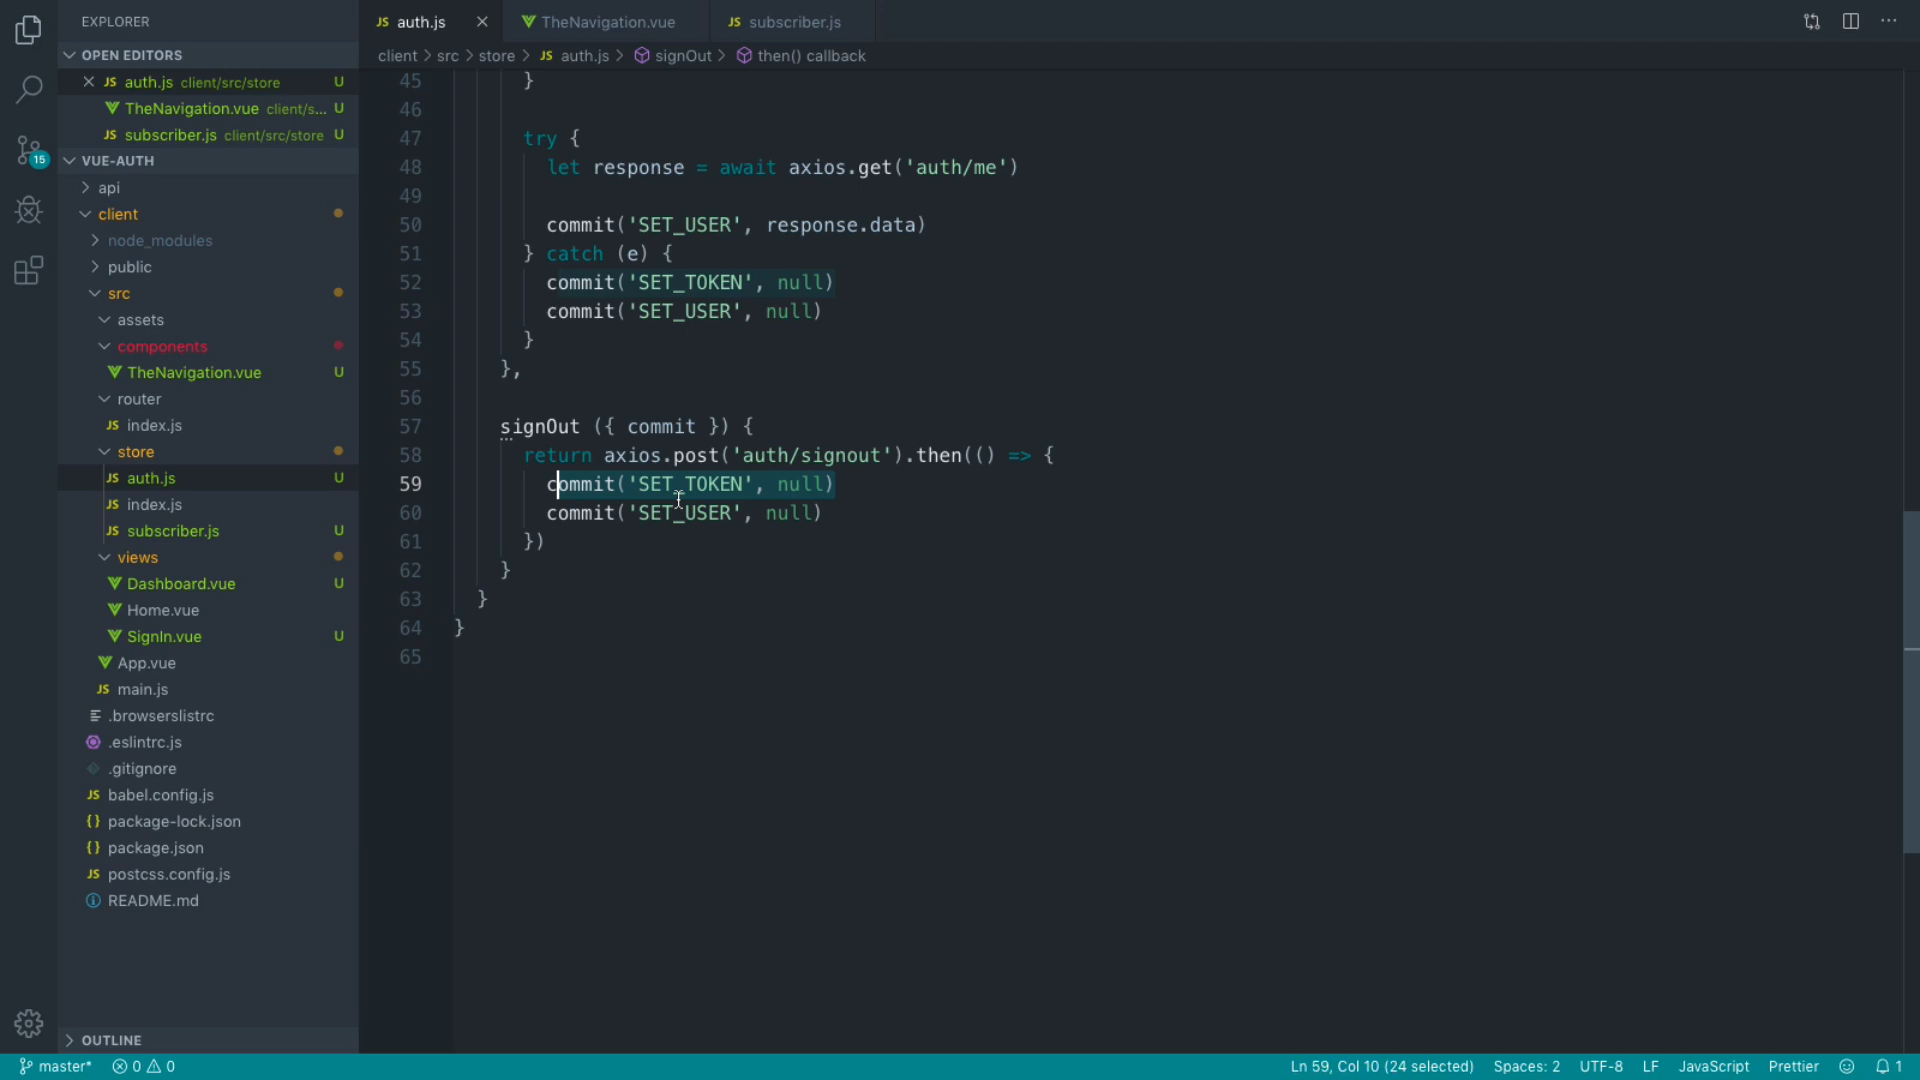 EXPLORER
OPEN EDITORS
JS auth.js client/src/store U
TheNavigation.vue client/s... U
JS subscriber.js client/src/store U
VUE-AUTH
api
client
node_modules
public
src
assets
components
TheNavigation.vue U
router
JS index.js
store
JS auth.js U
JS index.js
JS subscriber.js U
views
Dashboard.vue U
Home.vue
SignIn.vue U
App.vue
JS main.js
.browserslistrc
.eslintrc.js
.gitignore
JS babel.config.js
{} package-lock.json
{} package.json
JS postcss.config.js
README.md
OUTLINE
15
JS auth.js
TheNavigation.vue
JS subscriber.js
client > src > store > JS auth.js > signOut > then() callback
45 }
46
47 try {
48 let response = await axios.get('auth/me')
49
50 commit('SET_USER', response.data)
51 } catch (e) {
52 commit('SET_TOKEN', null)
53 commit('SET_USER', null)
54 }
55 },
56
57 signOut ({ commit }) {
58 return axios.post('auth/signout').then(() => {
59 commit('SET_TOKEN', null)
60 commit('SET_USER', null)
61 })
62 }
63 }
64 }
65
master* 0 0 Ln 59, Col 10 (24 selected) Spaces: 2 UTF-8 LF JavaScript Prettier 1